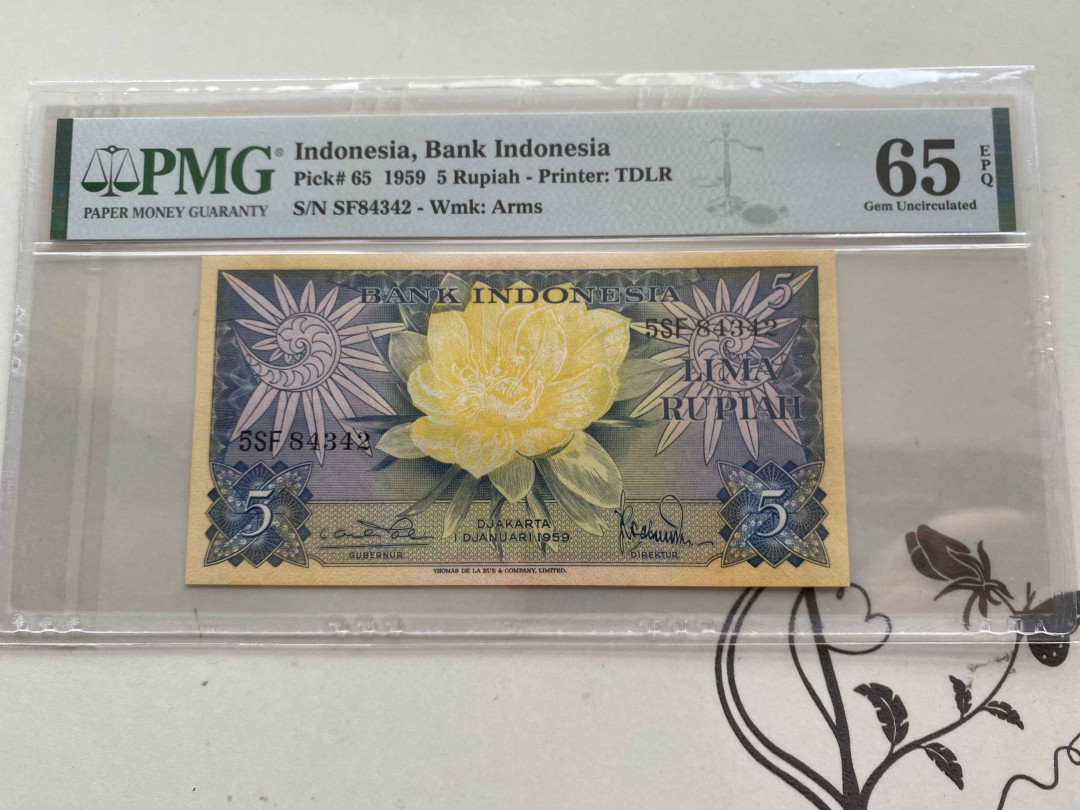 PMG®
PAPER MONEY GUARANTY
Indonesia, Bank Indonesia
Pick# 65 1959 5 Rupiah - Printer: TDLR
S/N SF84342 - Wmk: Arms
65
EPQ
Gem Uncirculated
BANK INDONESIA
5
5SF 84342
LIMA
RUPIAH
5SF 84342
5
5
DJAKARTA
1 DJANUARI 1959
GUBERNUR
DIREKTUR
THOMAS DE LA RUE & COMPANY, LIMITED.